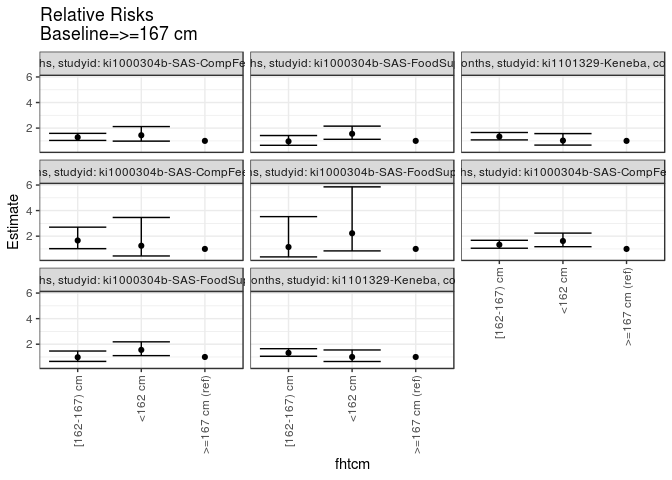 Relative Risks
Baseline=>=167 cm
hs, studyid: ki1000304b-SAS-CompFe
hs, studyid: ki1000304b-SAS-FoodSu
onths, studyid: ki1101329-Keneba, co
6
4
2
s, studyid: ki1000304b-SAS-CompFee
hs, studyid: ki1000304b-SAS-FoodSup
hs, studyid: ki1000304b-SAS-CompFe
6
4
2
hs, studyid: ki1000304b-SAS-FoodSup
onths, studyid: ki1101329-Keneba, co
6
4
2
Estimate
[162-167) cm
<162 cm
>=167 cm (ref)
[162-167) cm
<162 cm
>=167 cm (ref)
[162-167) cm
<162 cm
>=167 cm (ref)
fhtcm